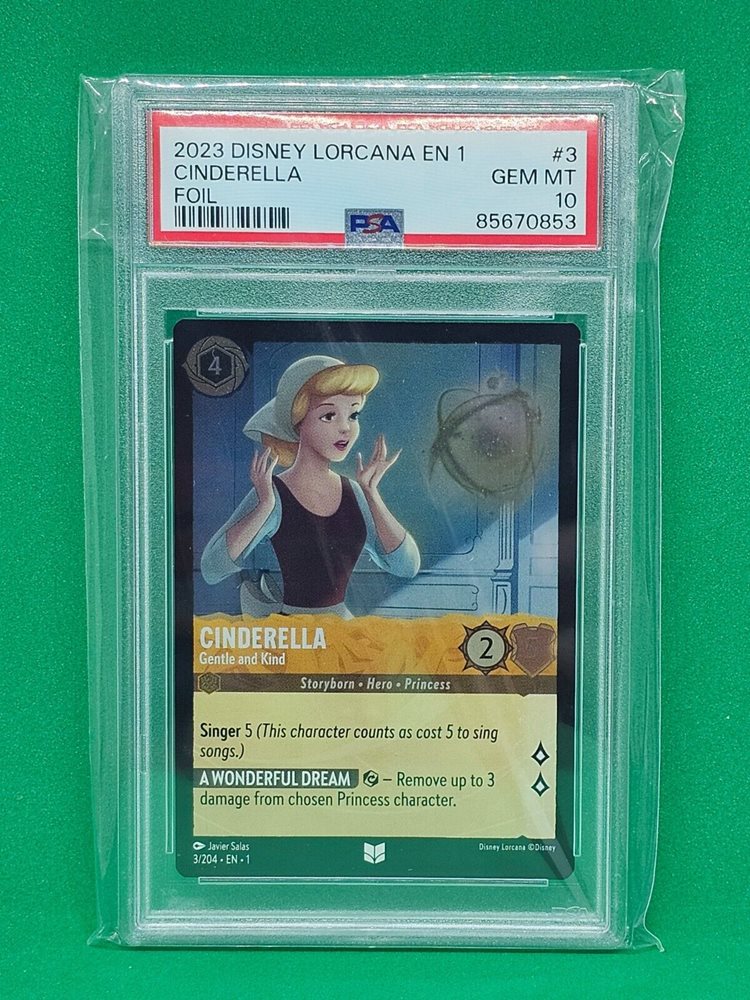 2023 DISNEY LORCANA EN 1 #3
CINDERELLA GEM MT
FOIL 10
PSA 85670853
4
CINDERELLA
Gentle and Kind
2
Storyborn • Hero • Princess
Singer 5 (This character counts as cost 5 to sing
songs.)
A WONDERFUL DREAM – Remove up to 3
damage from chosen Princess character.
Javier Salas
3/204 • EN • 1
Disney Lorcana ©Disney